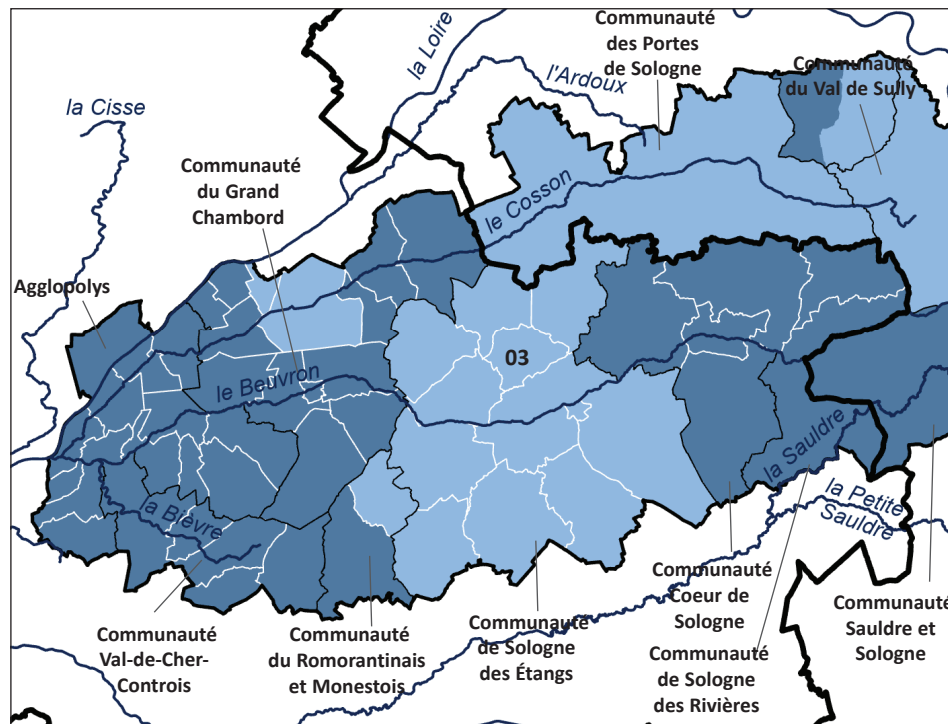 Communauté
des Portes
de Sologne
la Loire
l'Ardoux
Communauté
du Val de Sully
la Cisse
Communauté
du Grand
Chambord
le Cosson
Agglopolys
03
le Beuvron
la Sauldre
la Bièvre
la Petite
Sauldre
Communauté
Val-de-Cher-
Controis
Communauté
du Romorantinais
et Monestois
Communauté
de Sologne
des Étangs
Communauté
Coeur de
Sologne
Communauté
de Sologne
des Rivières
Communauté
Sauldre et
Sologne